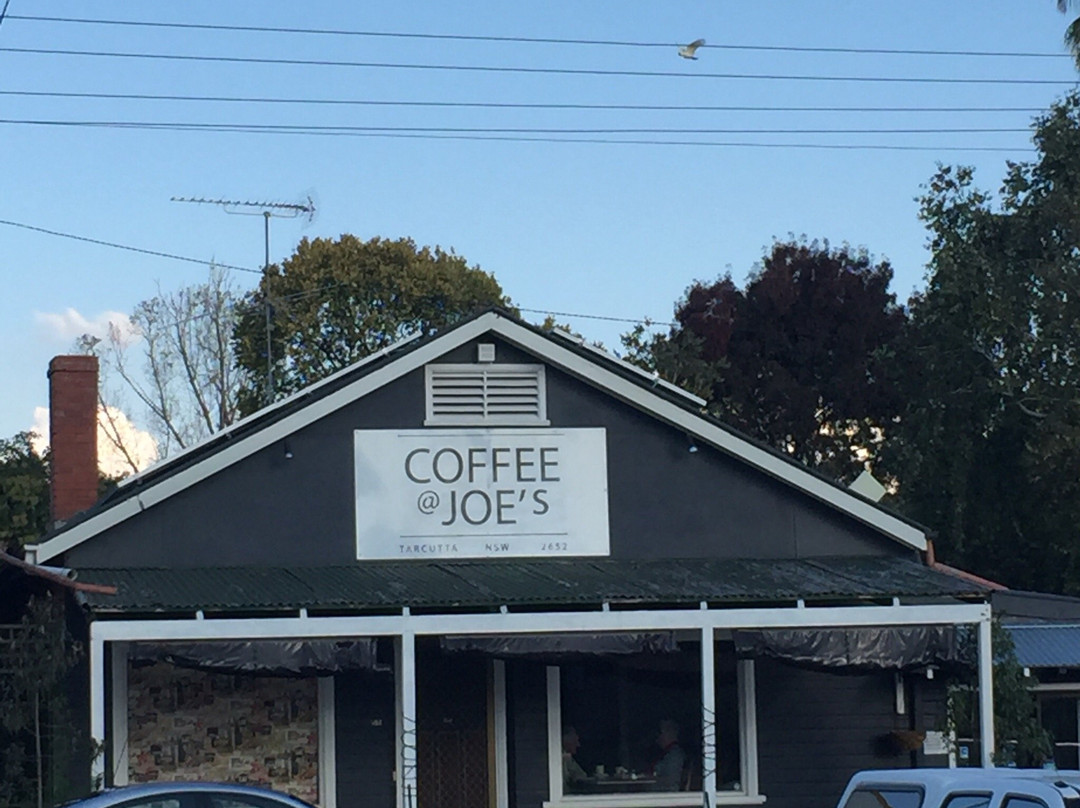 COFFEE
@ JOE'S
TARCUTTA NSW 2652